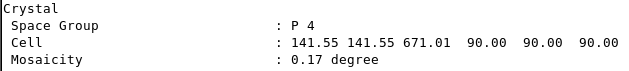 Crystal
Space Group : P 4
Cell : 141.55 141.55 671.01 90.00 90.00 90.00
Mosaicity : 0.17 degree